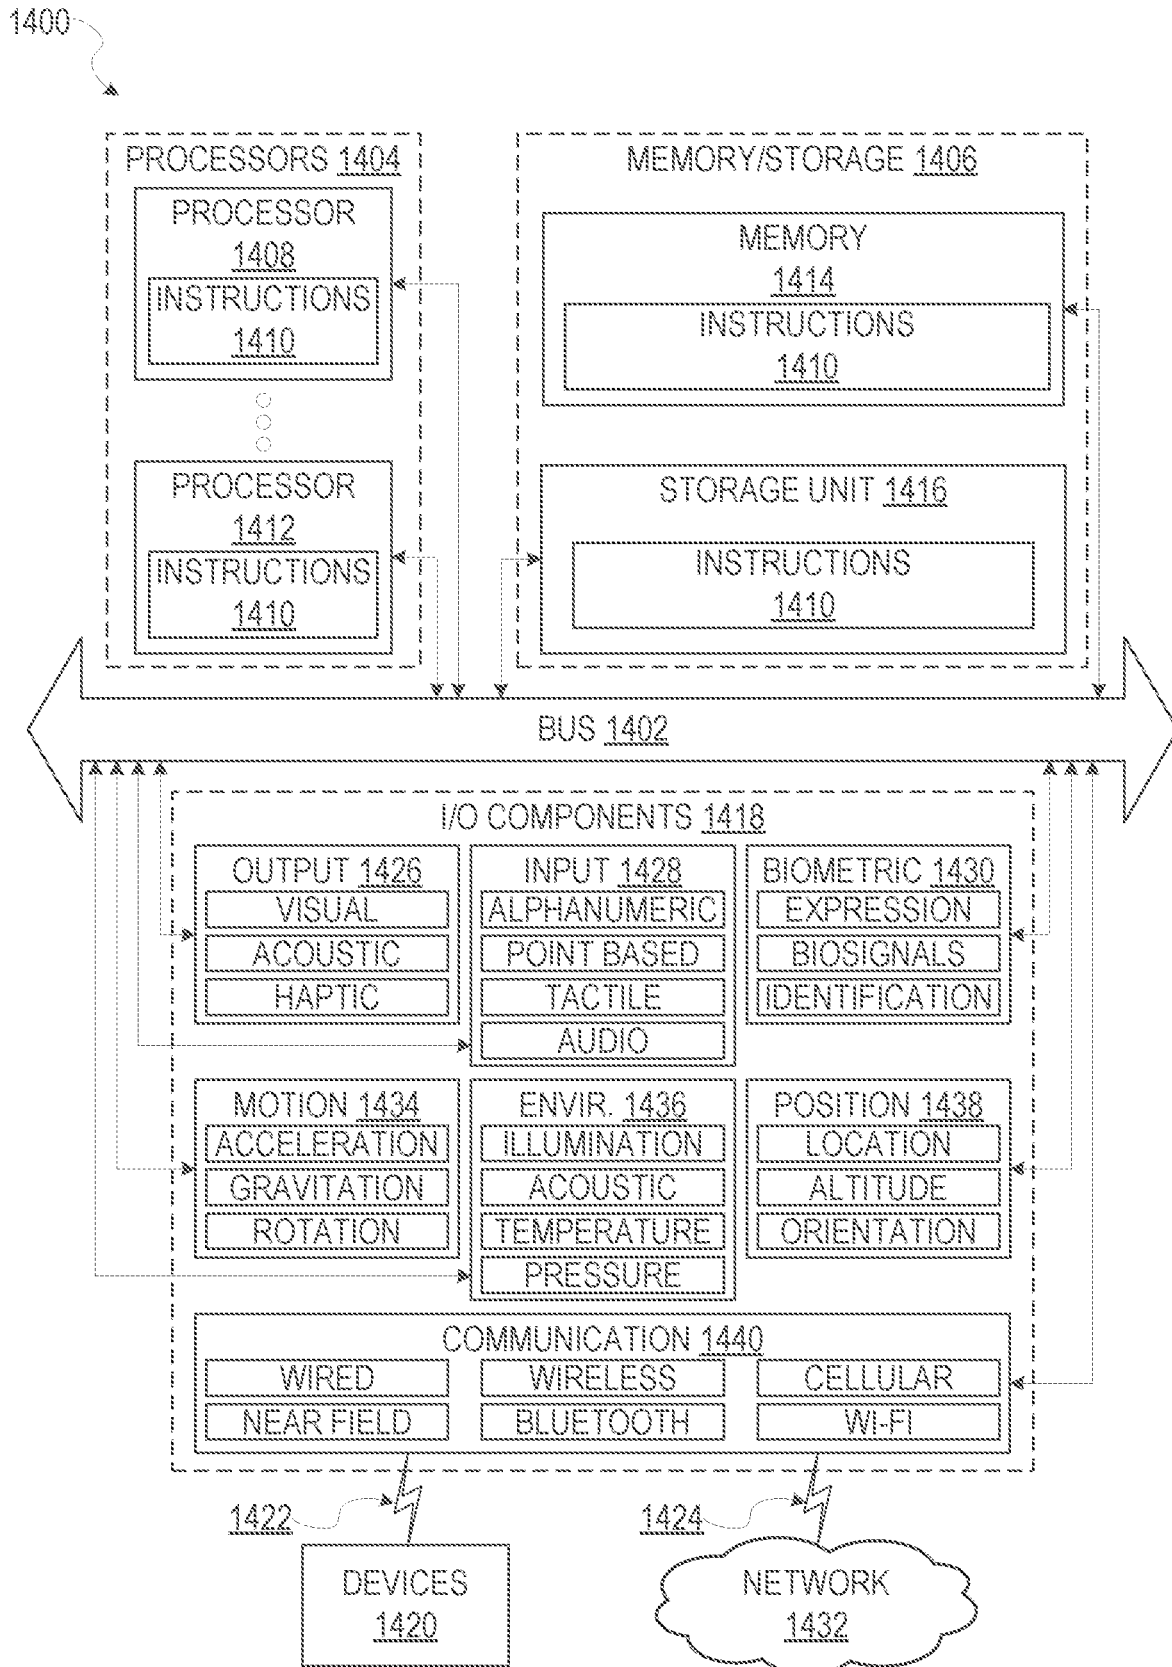 1400
PROCESSORS 1404
PROCESSOR
1408
INSTRUCTIONS
1410
PROCESSOR
1412
INSTRUCTIONS
1410
MEMORY/STORAGE 1406
MEMORY
1414
INSTRUCTIONS
1410
STORAGE UNIT 1416
INSTRUCTIONS
1410
BUS 1402
I/O COMPONENTS 1418
OUTPUT 1426
VISUAL
ACOUSTIC
HAPTIC
INPUT 1428
ALPHANUMERIC
POINT BASED
TACTILE
AUDIO
BIOMETRIC 1430
EXPRESSION
BIOSIGNALS
IDENTIFICATION
MOTION 1434
ACCELERATION
GRAVITATION
ROTATION
ENVIR. 1436
ILLUMINATION
ACOUSTIC
TEMPERATURE
PRESSURE
POSITION 1438
LOCATION
ALTITUDE
ORIENTATION
COMMUNICATION 1440
WIRED
WIRELESS
CELLULAR
NEAR FIELD
BLUETOOTH
WI-FI
1422
1424
DEVICES
1420
NETWORK
1432